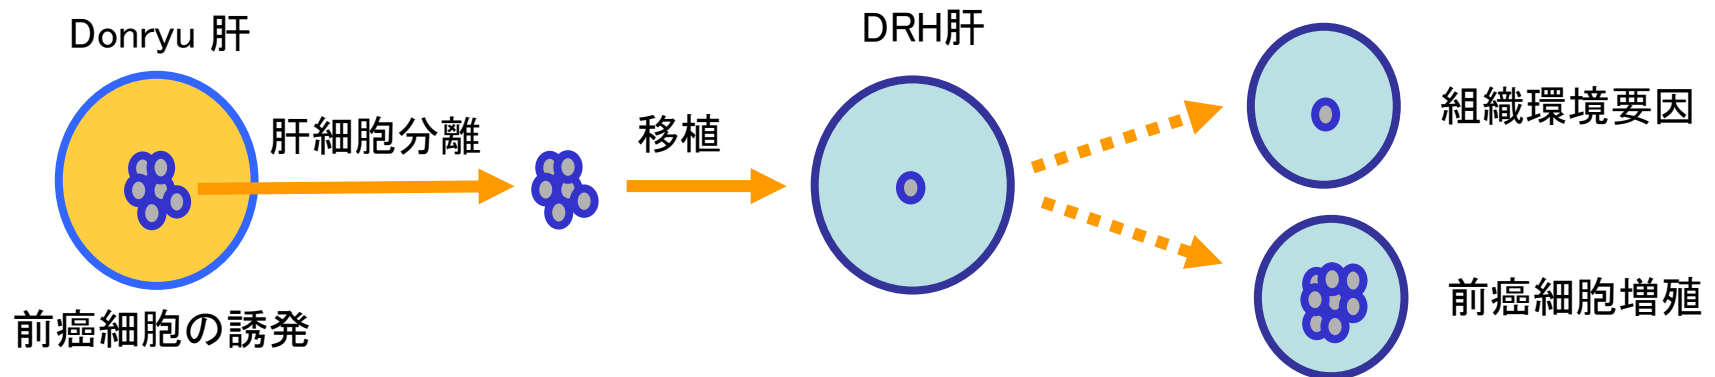 Donryu 肝
DRH肝
肝細胞分離
移植
組織環境要因
前癌細胞増殖
前癌細胞の誘発